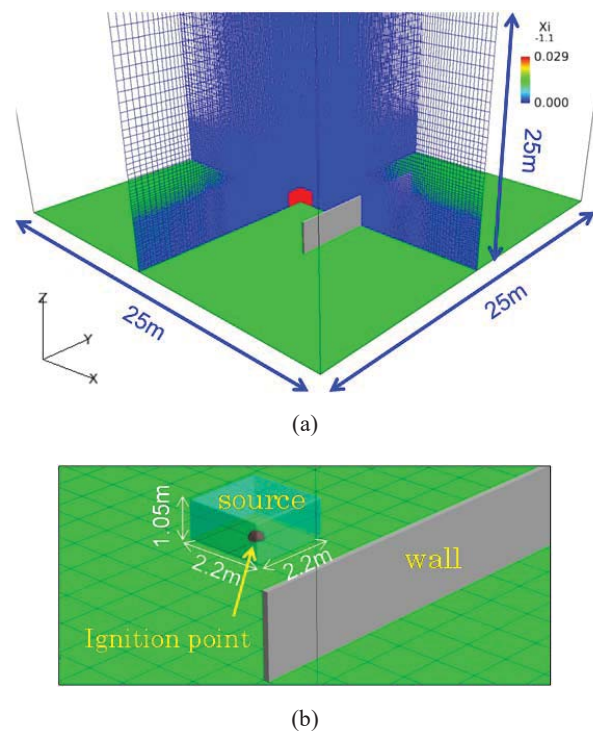 Xi
-1.1
0.029
0.000
25m
Z
Y
X
25m
25m
(a)
source
1.05m
2.2m
2.2m
wall
Ignition point
(b)